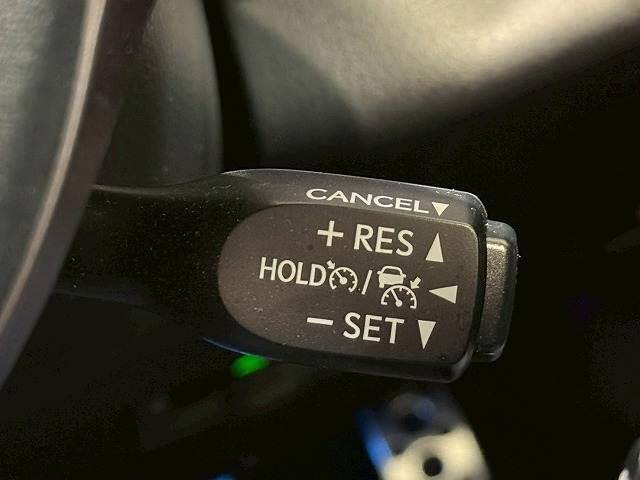 CANCEL▼
+ RES ▲
HOLD / ◀
− SET ▼